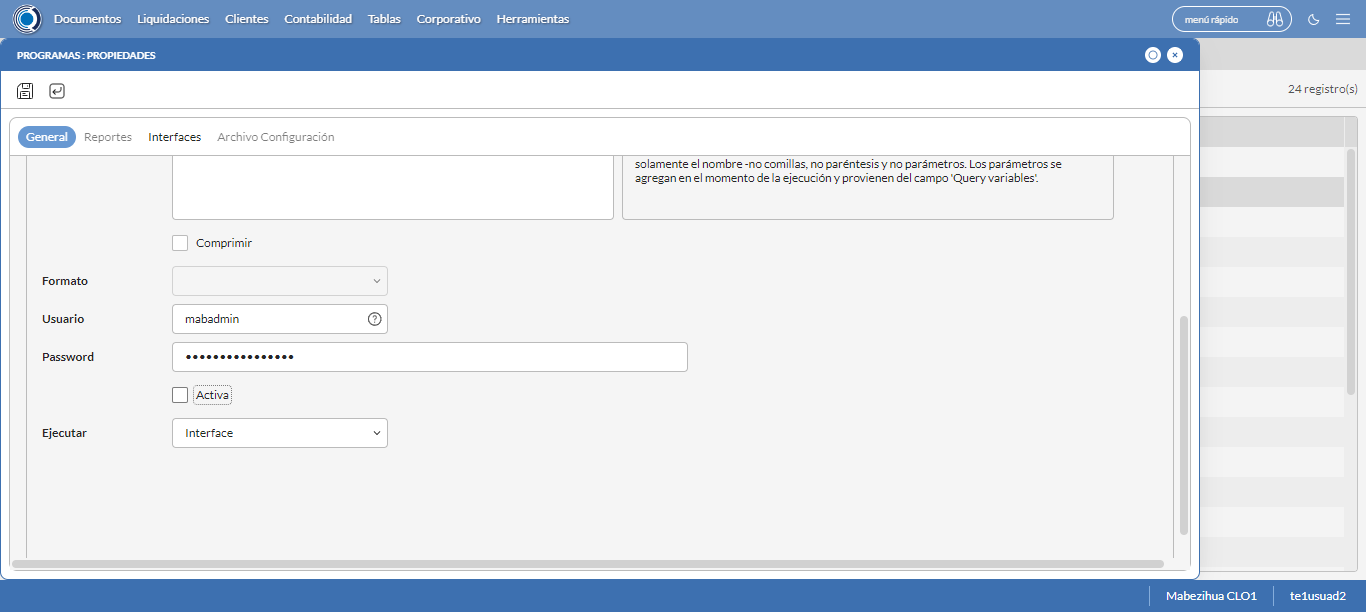 Documentos Liquidaciones Clientes Contabilidad Tablas Corporativo Herramientas menú rápido
PROGRAMAS : PROPIEDADES
24 registro(s)
General Reportes Interfaces Archivo Configuración
solamente el nombre -no comillas, no paréntesis y no parámetros. Los parámetros se
agregan en el momento de la ejecución y provienen del campo 'Query variables'.
Comprimir
Formato
Usuario mabadmin
Password ••••••••••••••••
Activa
Ejecutar Interface
Mabezihua CLO1 te1usuad2